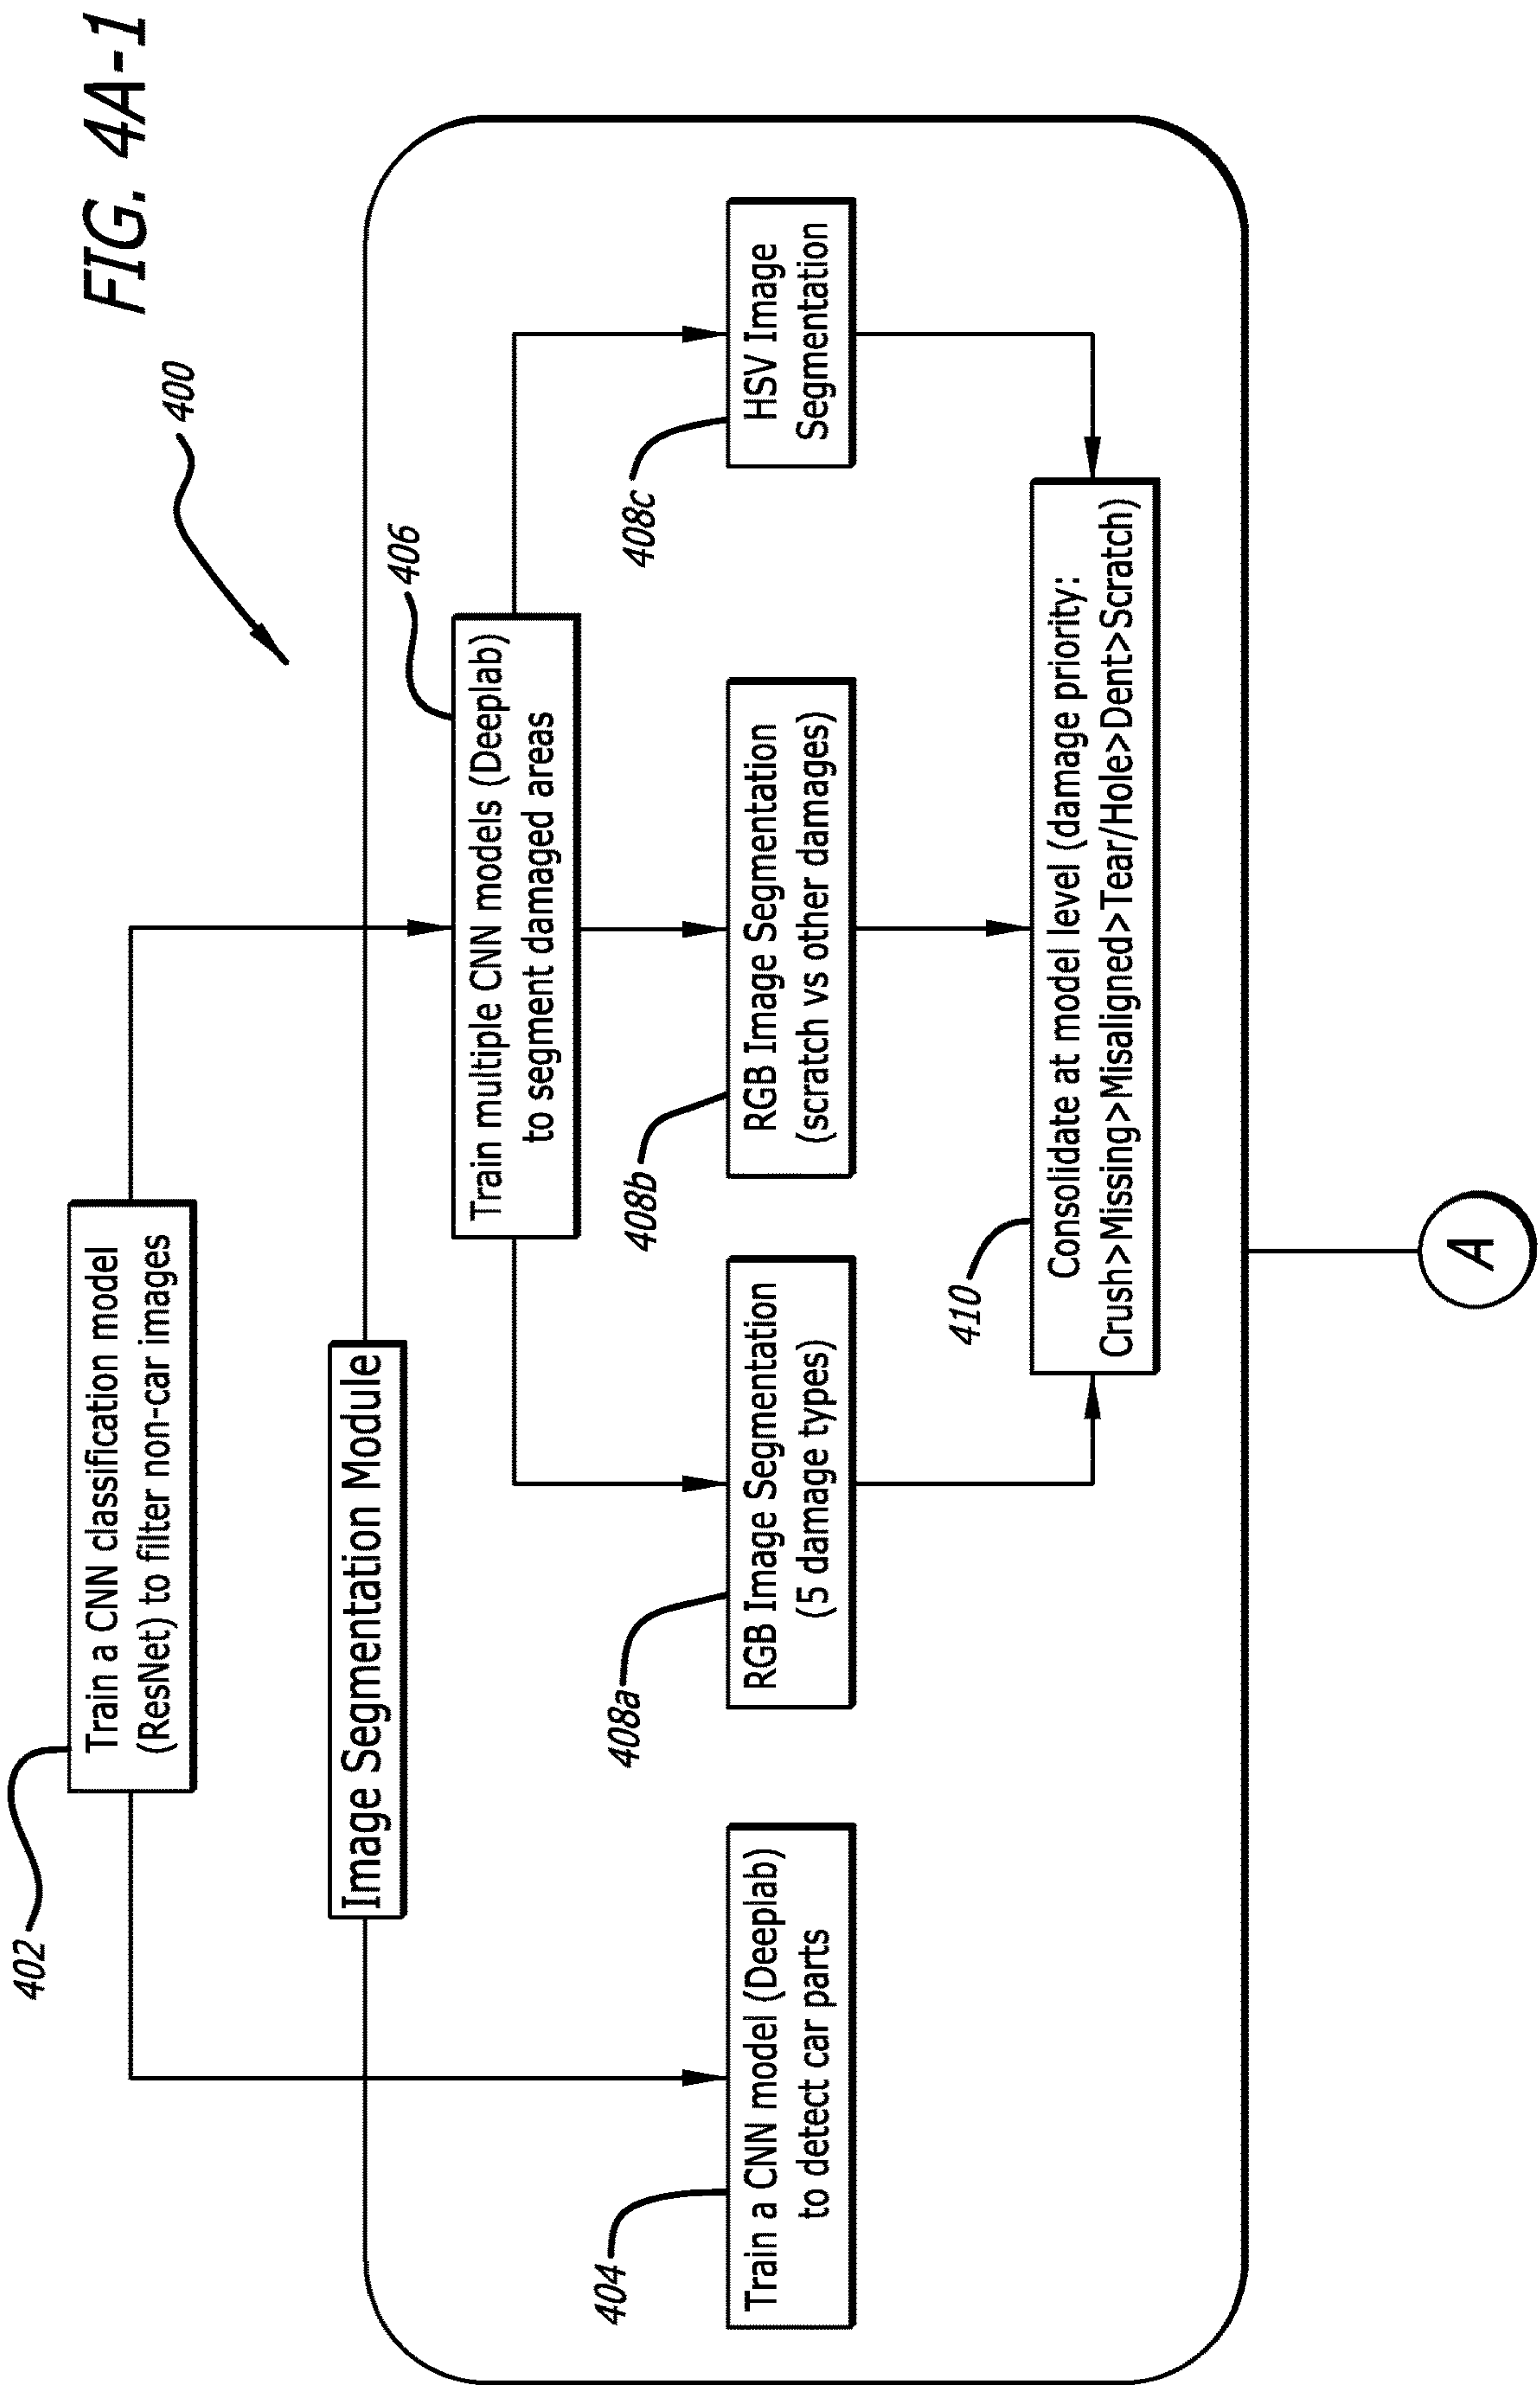 FIG. 4A-1
400
402
Train a CNN classification model
(ResNet) to filter non-car images
Image Segmentation Module
406
Train multiple CNN models (Deeplab)
to segment damaged areas
404
Train a CNN model (Deeplab)
to detect car parts
408a
RGB Image Segmentation
(5 damage types)
408b
RGB Image Segmentation
(scratch vs other damages)
408c
HSV Image
Segmentation
410
Consolidate at model level (damage priority:
Crush>Missing>Misaligned>Tear/Hole>Dent>Scratch)
A